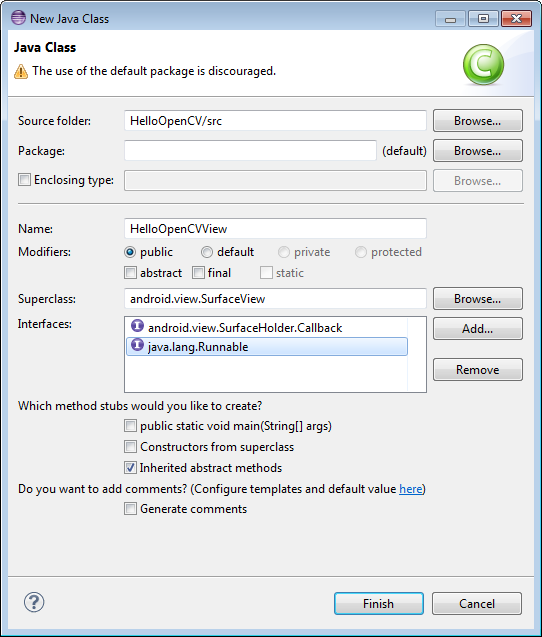 New Java Class
Java Class
The use of the default package is discouraged.
C
Source folder: HelloOpenCV/src Browse...
Package: (default) Browse...
Enclosing type: Browse...
Name: HelloOpenCVView
Modifiers: public default private protected
abstract final static
Superclass: android.view.SurfaceView Browse...
Interfaces: I android.view.SurfaceHolder.Callback Add...
I java.lang.Runnable
Remove
Which method stubs would you like to create?
public static void main(String[] args)
Constructors from superclass
Inherited abstract methods
Do you want to add comments? (Configure templates and default value here)
Generate comments
? Finish Cancel